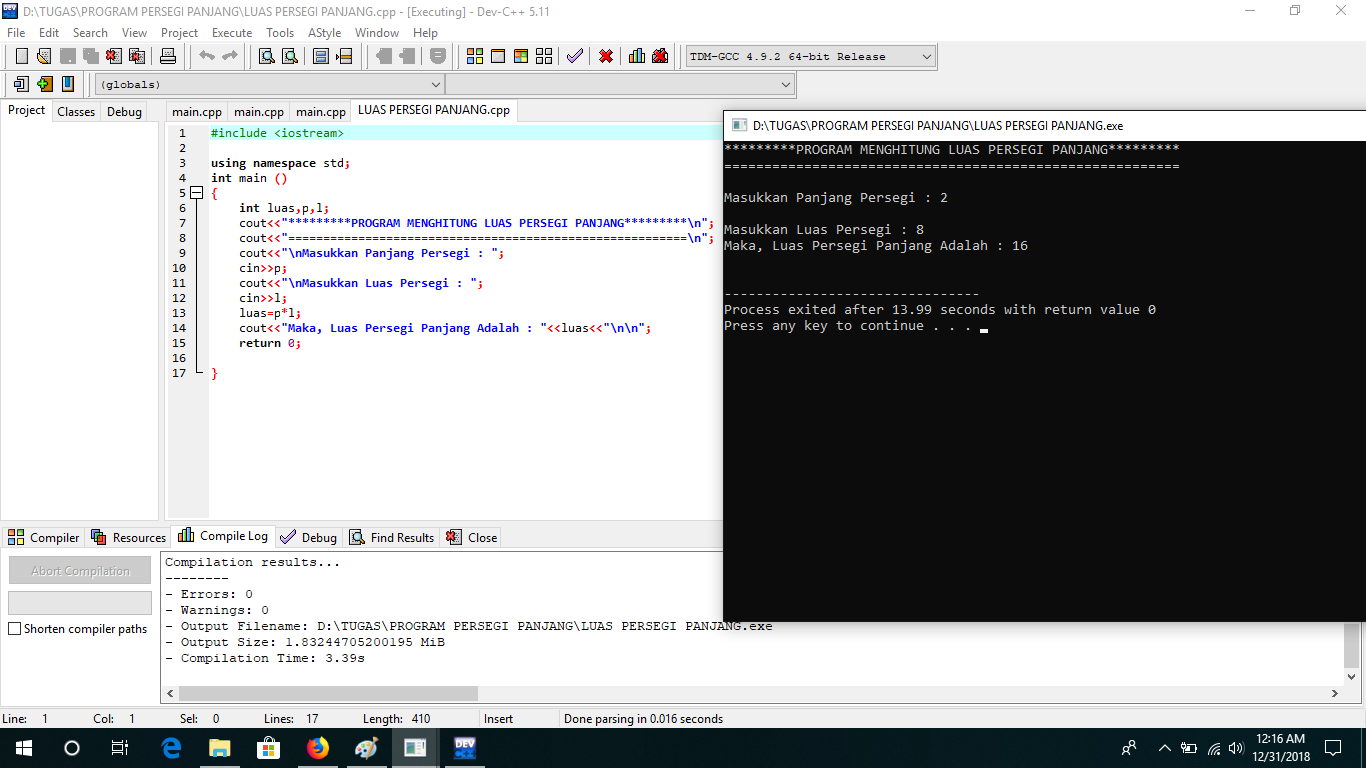 D:\TUGAS\PROGRAM PERSEGI PANJANG\LUAS PERSEGI PANJANG.cpp - [Executing] - Dev-C++ 5.11
File Edit Search View Project Execute Tools AStyle Window Help
TDM-GCC 4.9.2 64-bit Release
(globals)
Project Classes Debug
main.cpp main.cpp main.cpp LUAS PERSEGI PANJANG.cpp
1 #include <iostream>
2
3 using namespace std;
4 int main ()
5 {
6 int luas,p,l;
7 cout<<"*********PROGRAM MENGHITUNG LUAS PERSEGI PANJANG*********\n";
8 cout<<"=========================================================\n";
9 cout<<"\nMasukkan Panjang Persegi : ";
10 cin>>p;
11 cout<<"\nMasukkan Luas Persegi : ";
12 cin>>l;
13 luas=p*l;
14 cout<<"Maka, Luas Persegi Panjang Adalah : "<<luas<<"\n\n";
15 return 0;
16
17 }
D:\TUGAS\PROGRAM PERSEGI PANJANG\LUAS PERSEGI PANJANG.exe
*********PROGRAM MENGHITUNG LUAS PERSEGI PANJANG*********
=========================================================
Masukkan Panjang Persegi : 2
Masukkan Luas Persegi : 8
Maka, Luas Persegi Panjang Adalah : 16
--------------------------------
Process exited after 13.99 seconds with return value 0
Press any key to continue . . .
Compiler Resources Compile Log Debug Find Results Close
Abort Compilation
Shorten compiler paths
Compilation results...
--------
- Errors: 0
- Warnings: 0
- Output Filename: D:\TUGAS\PROGRAM PERSEGI PANJANG\LUAS PERSEGI PANJANG.exe
- Output Size: 1.83244705200195 MiB
- Compilation Time: 3.39s
Line: 1 Col: 1 Sel: 0 Lines: 17 Length: 410 Insert Done parsing in 0.016 seconds
DEV
12:16 AM
12/31/2018